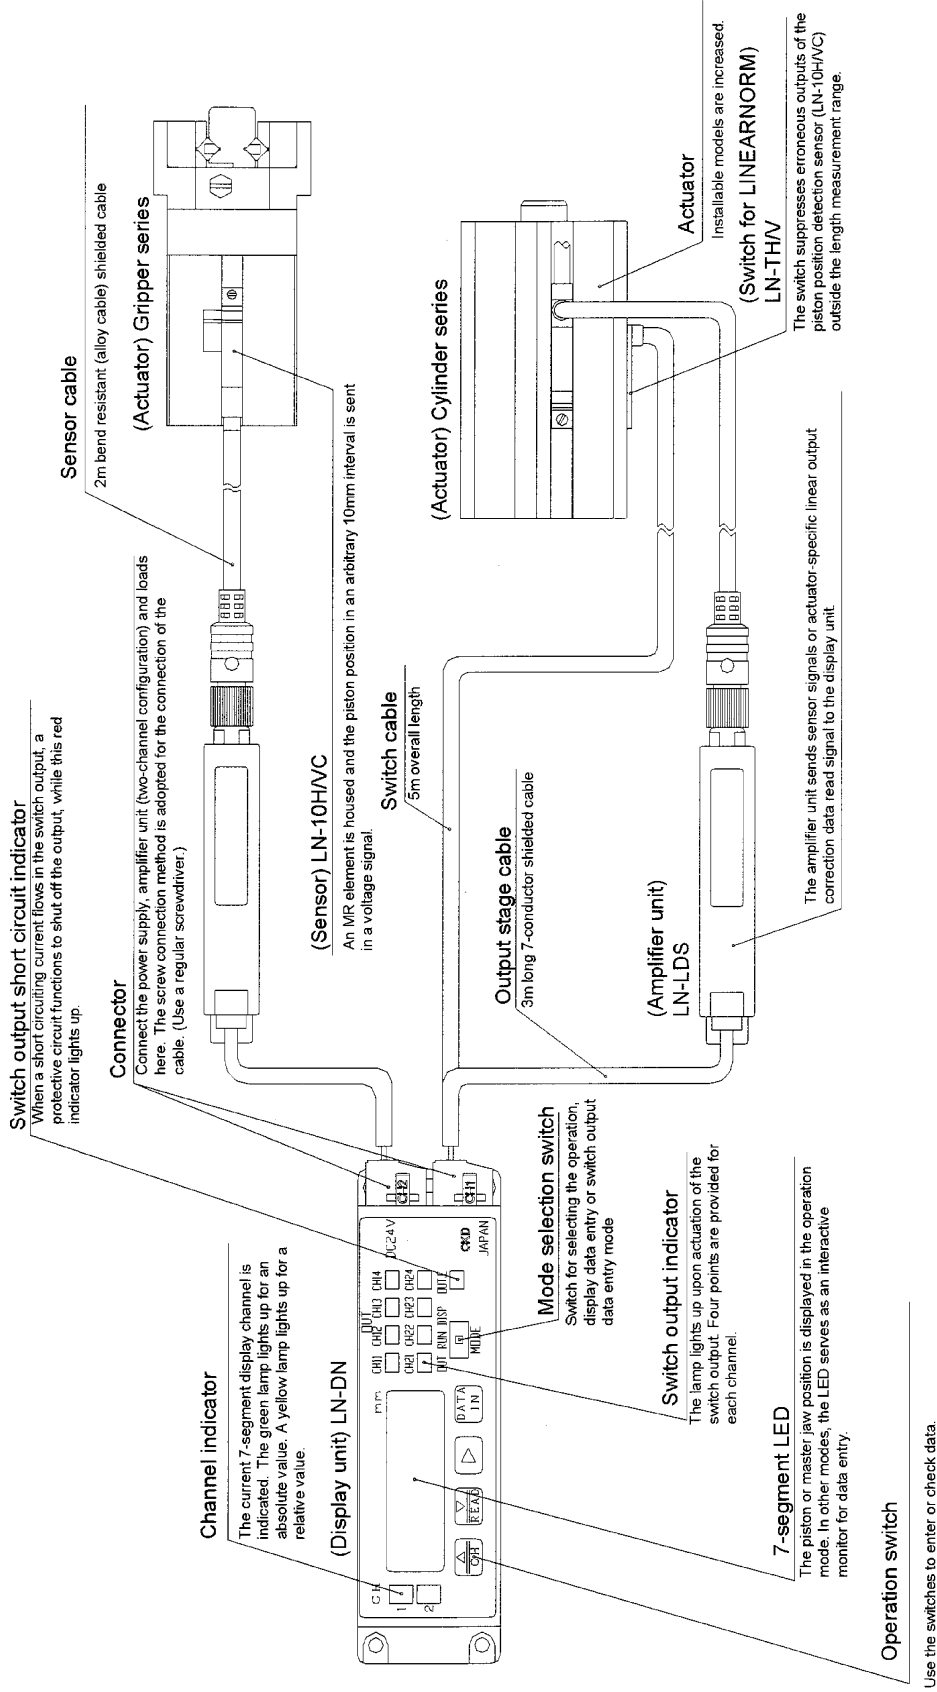 Switch output short circuit indicator
When a short circuiting current flows in the switch output, a
protective circuit functions to shut off the output, while this red
indicator lights up.
Connector
Connect the power supply, amplifier unit (two-channel configuration) and loads
here. The screw connection method is adopted for the connection of the
cable. (Use a regular screwdriver.)
Sensor cable
2m bend resistant (alloy cable) shielded cable
(Actuator) Gripper series
Channel indicator
The current 7-segment display channel is
indicated. The green lamp lights up for an
absolute value. A yellow lamp lights up for a
relative value.
(Sensor) LN-10H/VC
An MR element is housed and the piston position in an arbitrary 10mm interval is sent
in a voltage signal.
(Display unit) LN-DN
CH
1
2
mm
OUT
CH11 CH12 CH13 CH14
CH21 CH22 CH23 CH24
OUT RUN DISP
OUT
MODE
DC24V
CKD
JAPAN
CH2
CH1
CH
READ
DATA
IN
Switch cable
5m overall length
(Actuator) Cylinder series
Output stage cable
3m long 7-conductor shielded cable
Mode selection switch
Switch for selecting the operation,
display data entry or switch output
data entry mode
(Amplifier unit)
LN-LDS
Actuator
Installable models are increased.
Switch output indicator
The lamp lights up upon actuation of the
switch output. Four points are provided for
each channel.
(Switch for LINEARNORM)
LN-TH/V
The switch suppresses erroneous outputs of the
piston position detection sensor (LN-10H/VC)
outside the length measurement range.
7-segment LED
The piston or master jaw position is displayed in the operation
mode. In other modes, the LED serves as an interactive
monitor for data entry.
The amplifier unit sends sensor signals or actuator-specific linear output
correction data read signal to the display unit.
Operation switch
Use the switches to enter or check data.